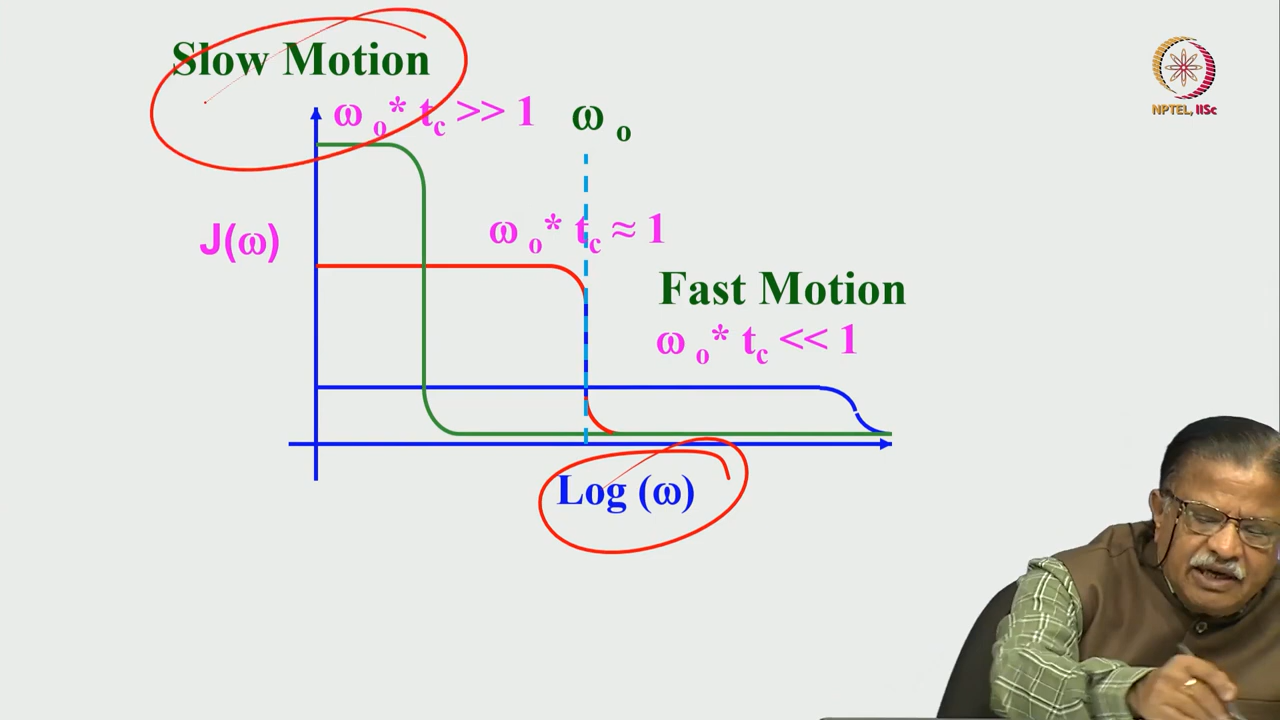 Slow Motion
ω o* tc >> 1
ω o
NPTEL, IISc
J(ω)
ω o* tc ≈ 1
Fast Motion
ω o* tc << 1
Log (ω)